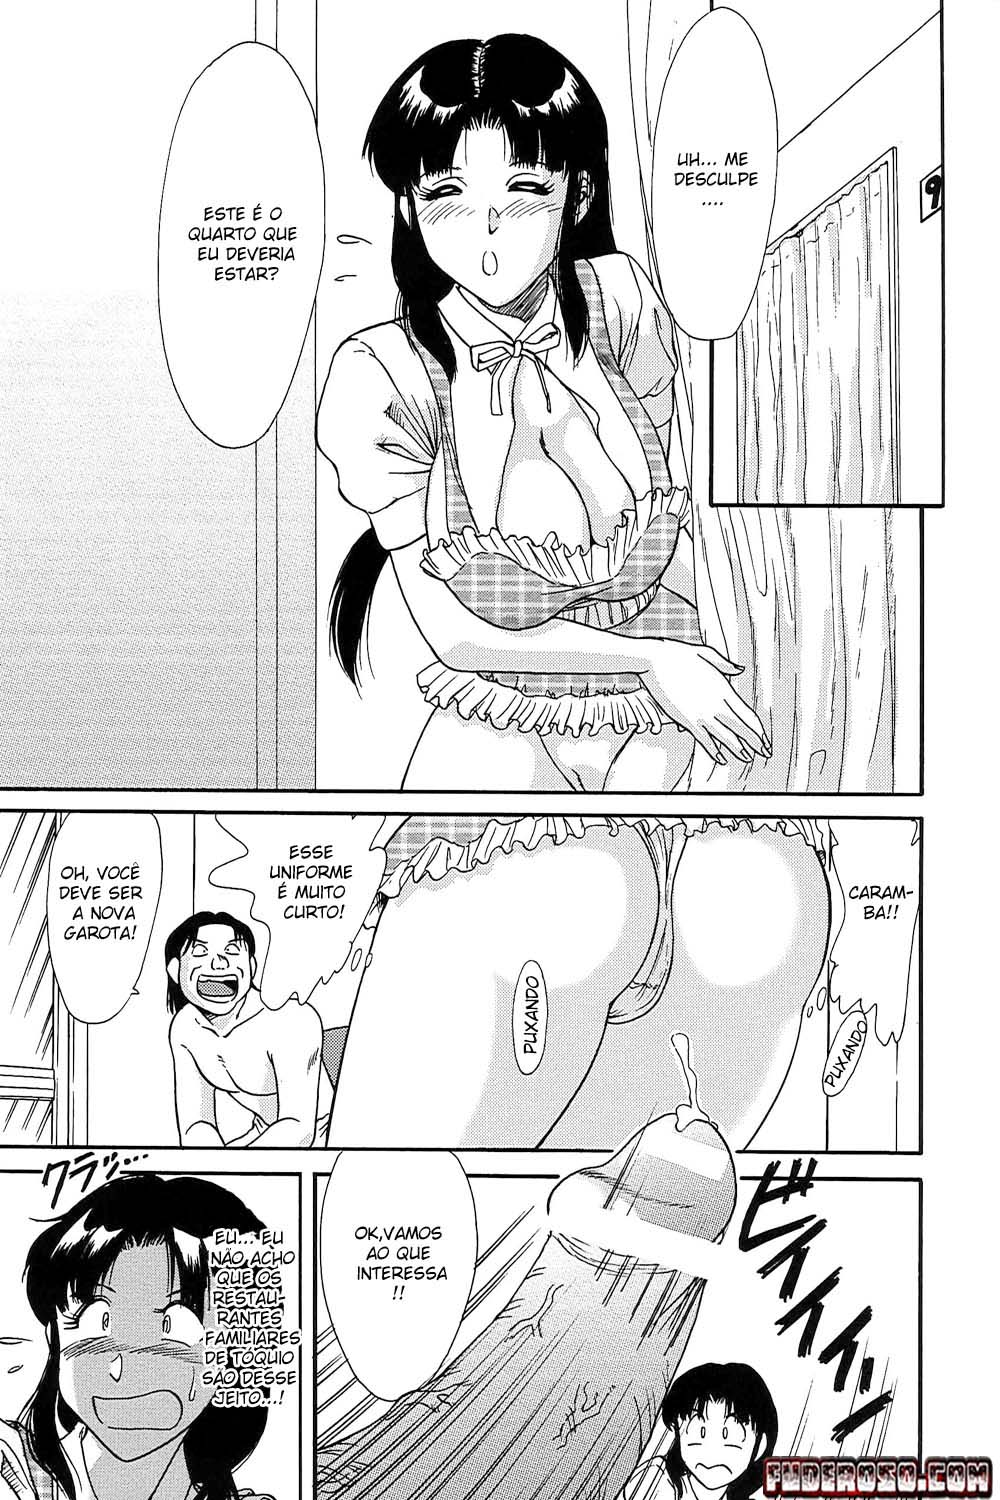 9
UH... ME
DESCULPE
....
ESTE É O
QUARTO QUE
EU DEVERIA
ESTAR?
CARAM-
BA!!
ESSE
UNIFORME
É MUITO
CURTO!
PUXANDO
PUXANDO
OH, VOCÊ
DEVE SER
A NOVA
GAROTA!
OK,VAMOS
AO QUE
INTERESSA
!!
ビイイイ
クラッ…
EU... EU
NÃO ACHO
QUE OS
RESTAU-
RANTES
FAMILIARES
DE TÓQUIO
SÃO DESSE
JEITO...!
FUDEROSO.COM